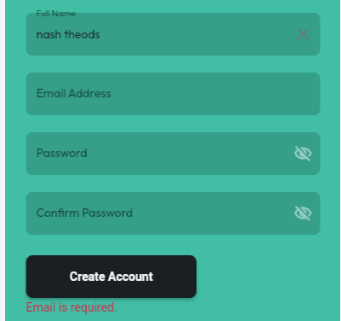 Full Name
nash theods
Email Address
Password
Confirm Password
Create Account
Email is required.